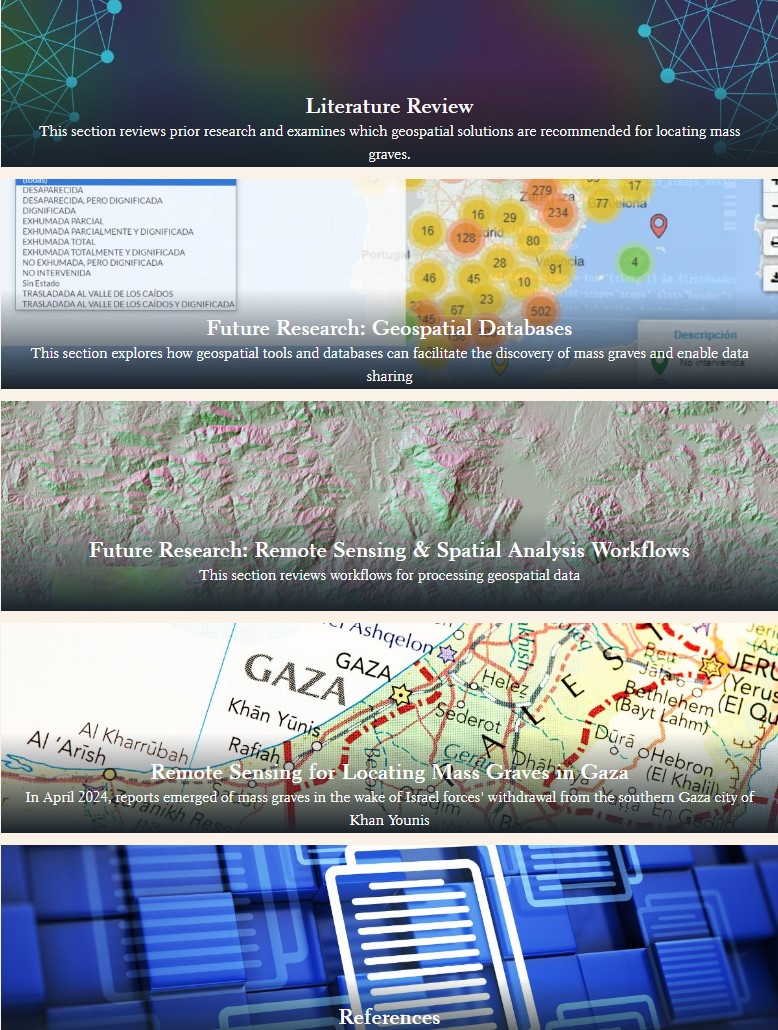 Literature Review
This section reviews prior research and examines which geospatial solutions are recommended for locating mass
graves.
(todas)
DESAPARECIDA
DESAPARECIDA, PERO DIGNIFICADA
DIGNIFICADA
EXHUMADA PARCIAL
EXHUMADA PARCIALMENTE Y DIGNIFICADA
EXHUMADA TOTAL
EXHUMADA TOTALMENTE Y DIGNIFICADA
NO EXHUMADA, PERO DIGNIFICADA
NO INTERVENIDA
Sin Estado
TRASLADADA AL VALLE DE LOS CAÍDOS
TRASLADADA AL VALLE DE LOS CAÍDOS Y DIGNIFICADA
Portugal
279
17
234
77
16
29
16
128
80
28
4
91
46
45
10
23
67
502
145
Descripción
No intervenida
Future Research: Geospatial Databases
This section explores how geospatial tools and databases can facilitate the discovery of mass graves and enable data
sharing
Future Research: Remote Sensing & Spatial Analysis Workflows
This section reviews workflows for processing geospatial data
Ashqelon
GAZA
GAZA
Helez
Beit
Jala
JERU
(Yerus
Bethlehem
(Bayt Lahm)
(El Qu
Khān Yūnis
Sederot
Al Kharrūbah
Dūrā
Hebron
(El Khalil)
Al 'Arīsh
Rafiah
Remote Sensing for Locating Mass Graves in Gaza
In April 2024, reports emerged of mass graves in the wake of Israel forces' withdrawal from the southern Gaza city of
Khan Younis
References